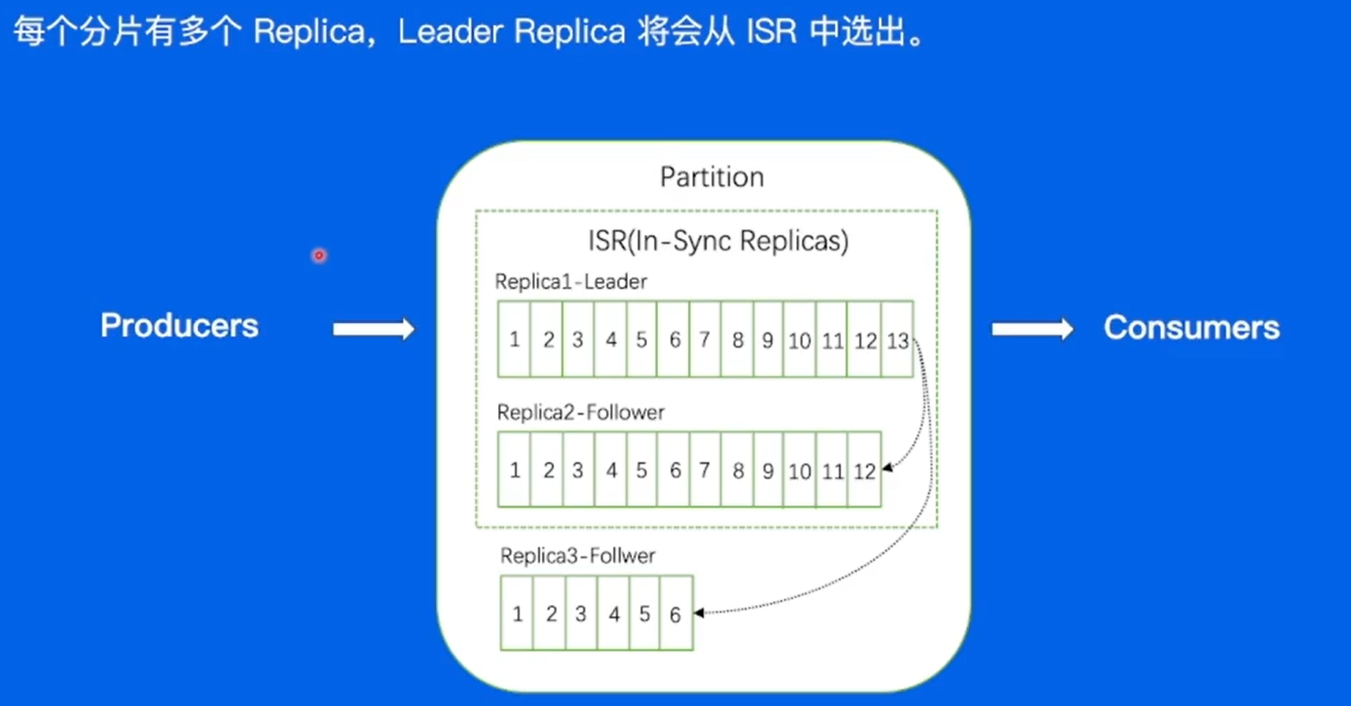 每个分片有多个 Replica，Leader Replica 将会从 ISR 中选出。
Partition
ISR(In-Sync Replicas)
Replica1-Leader
1 2 3 4 5 6 7 8 9 10 11 12 13
Producers
Consumers
Replica2-Follower
1 2 3 4 5 6 7 8 9 10 11 12
Replica3-Follwer
1 2 3 4 5 6